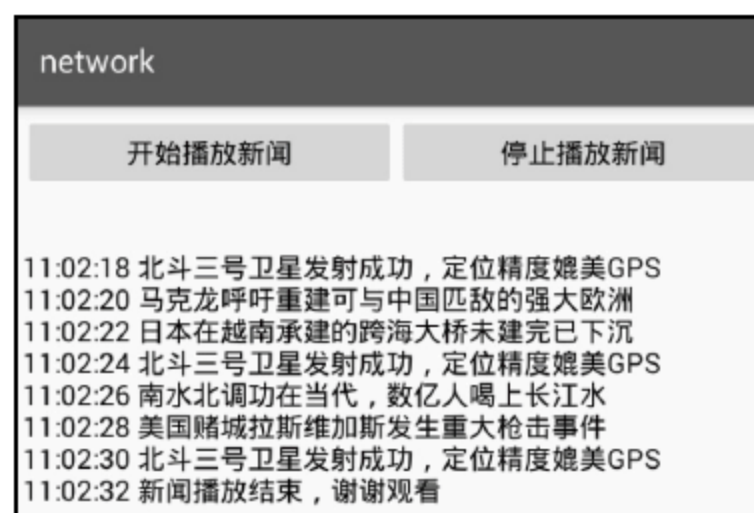 network
开始播放新闻 停止播放新闻
11:02:18 北斗三号卫星发射成功，定位精度媲美GPS
11:02:20 马克龙呼吁重建可与中国匹敌的强大欧洲
11:02:22 日本在越南承建的跨海大桥未建完已下沉
11:02:24 北斗三号卫星发射成功，定位精度媲美GPS
11:02:26 南水北调功在当代，数亿人喝上长江水
11:02:28 美国赌城拉斯维加斯发生重大枪击事件
11:02:30 北斗三号卫星发射成功，定位精度媲美GPS
11:02:32 新闻播放结束，谢谢观看